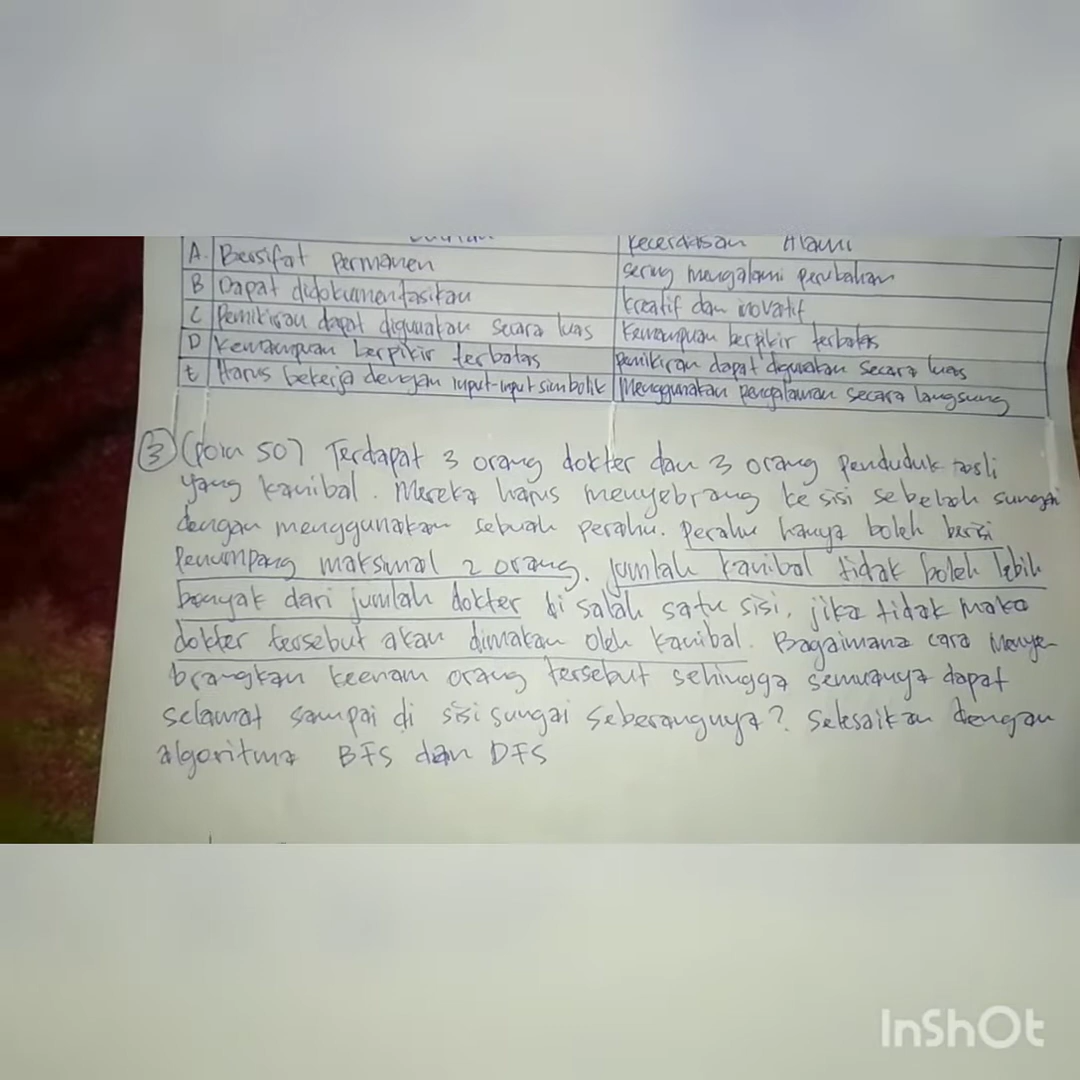 Kecerdasan Alami
A. Bersifat permanen sering mengalami perubahan
B Dapat didokumentasikan kreatif dan inovatif
C Pemikiran dapat digunakan secara luas Kemampuan berpikir terbatas
D Kemampuan berpikir terbatas Pemikiran dapat digunakan secara luas
E Harus bekerja dengan input-input simbolik Menggunakan pengalaman secara langsung
3 (poin 50) Terdapat 3 orang dokter dan 3 orang penduduk asli
yang kanibal. Mereka harus menyebrang ke sisi sebelah sungai
dengan menggunakan sebuah perahu. Perahu hanya boleh berisi
Penumpang maksimal 2 orang. Jumlah kanibal tidak boleh lebih
banyak dari jumlah dokter di salah satu sisi, jika tidak maka
dokter tersebut akan dimakan oleh kanibal. Bagaimana cara menye-
brangkan keenam orang tersebut sehingga semuanya dapat
selamat sampai di sisi sungai seberangnya? Selesaikan dengan
algoritma BFS dan DFS
InShOt